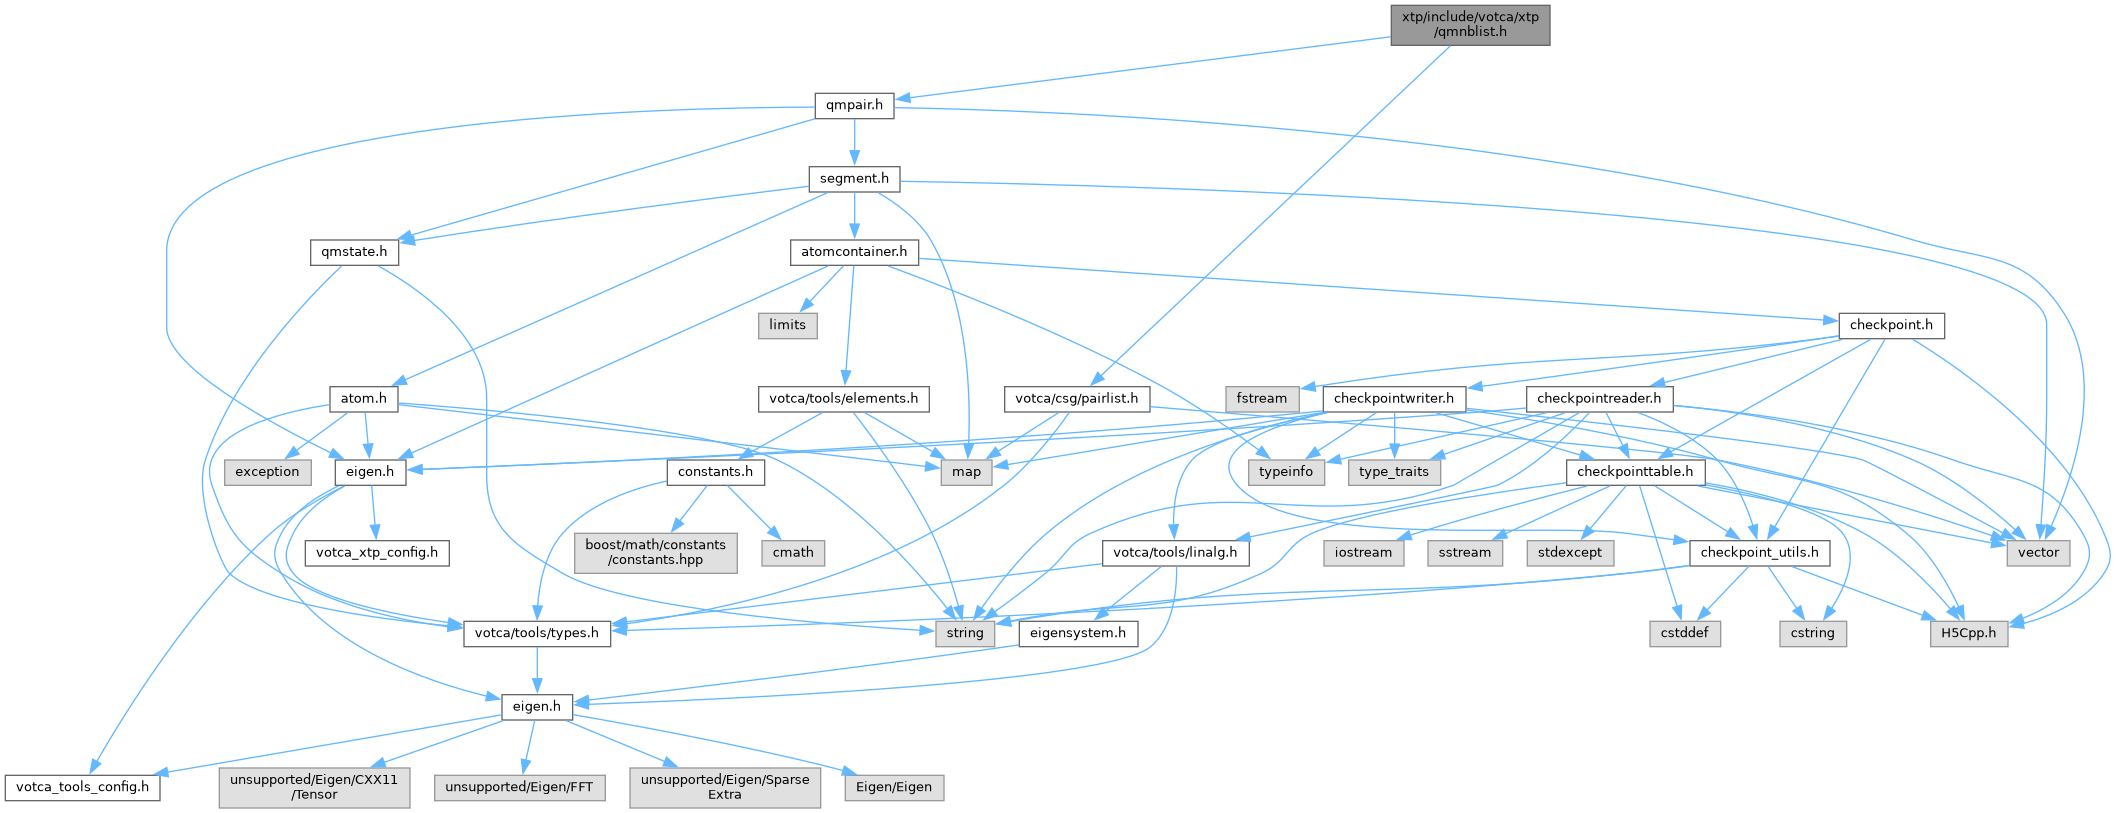 xtp/include/votca/xtp
/qmnblist.h
qmpair.h
segment.h
qmstate.h
atomcontainer.h
limits
checkpoint.h
atom.h
votca/tools/elements.h
votca/csg/pairlist.h
fstream
checkpointwriter.h
checkpointreader.h
exception
eigen.h
constants.h
map
typeinfo
type_traits
checkpointtable.h
votca_xtp_config.h
boost/math/constants
/constants.hpp
cmath
votca/tools/linalg.h
iostream
sstream
stdexcept
checkpoint_utils.h
vector
votca/tools/types.h
string
eigensystem.h
cstddef
cstring
H5Cpp.h
eigen.h
votca_tools_config.h
unsupported/Eigen/CXX11
/Tensor
unsupported/Eigen/FFT
unsupported/Eigen/Sparse
Extra
Eigen/Eigen